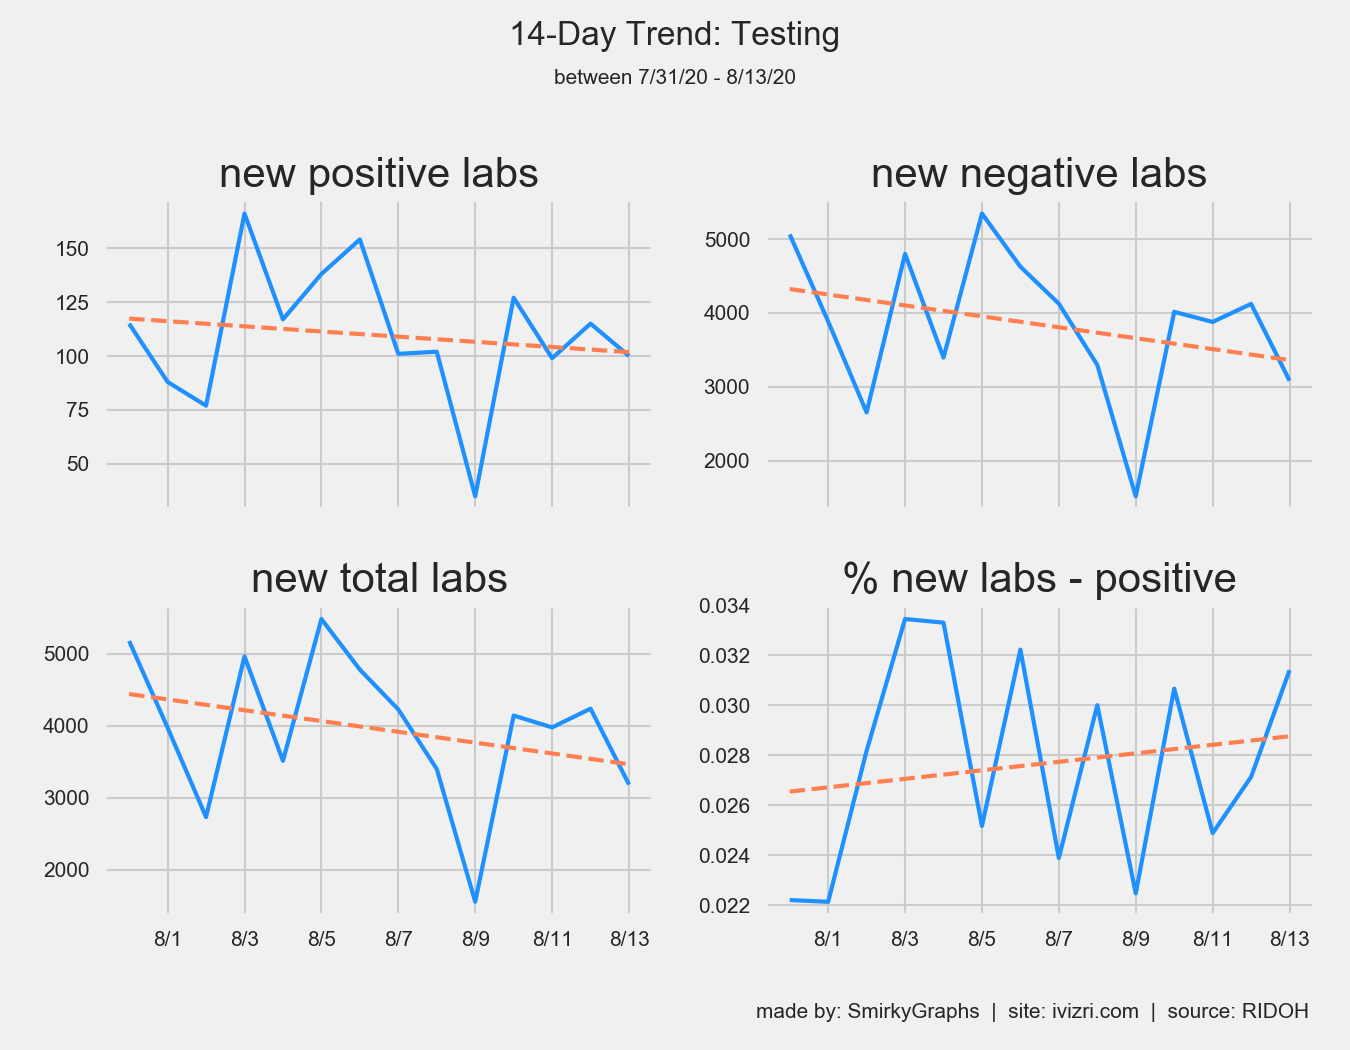 14-Day Trend: Testing
between 7/31/20 - 8/13/20
new positive labs
150
125
100
75
50
new negative labs
5000
4000
3000
2000
new total labs
5000
4000
3000
2000
8/1 8/3 8/5 8/7 8/9 8/11 8/13
% new labs - positive
0.034
0.032
0.030
0.028
0.026
0.024
0.022
8/1 8/3 8/5 8/7 8/9 8/11 8/13
made by: SmirkyGraphs | site: ivizri.com | source: RIDOH